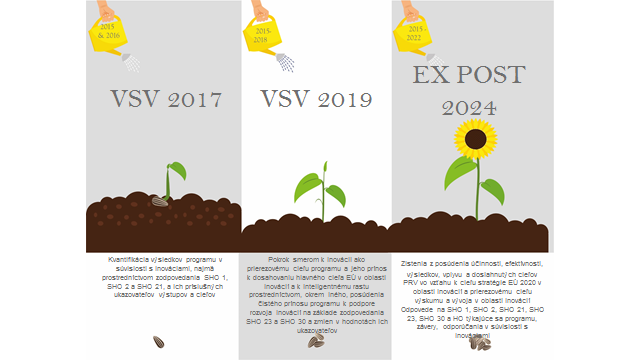 2015
& 2016
VSV 2017
Kvantifikácia výsledkov programu v
súvislosti s inováciami, najmä
prostredníctvom zodpovedania SHO 1,
SHO 2 a SHO 21, a ich príslušných
ukazovateľov výstupov a cieľov
2015-
2018
VSV 2019
Pokrok smerom k inovácii ako
prierezovému cieľu programu a jeho prínos
k dosahovaniu hlavného cieľa EÚ v oblasti
inovácií a k inteligentnému rastu
prostredníctvom, okrem iného, posúdenia
čistého prínosu programu k podpore
rozvoja inovácií na základe zodpovedania
SHO 23 a SHO 30 a zmien v hodnotách ich
ukazovateľov
2015 -
2022
EX POST
2024
Zistenia z posúdenia účinnosti, efektívnosti,
výsledkov, vplyvu a dosiahnutých cieľov
PRV vo vzťahu k cieľu stratégie EÚ 2020 v
oblasti inovácií a prierezovému cieľu
výskumu a vývoja v oblasti inovácií
Odpovede na SHO 1, SHO 2, SHO 21, SHO
23, SHO 30 a HO týkajúce sa programu,
závery, odporúčania v súvislosti s
inováciami